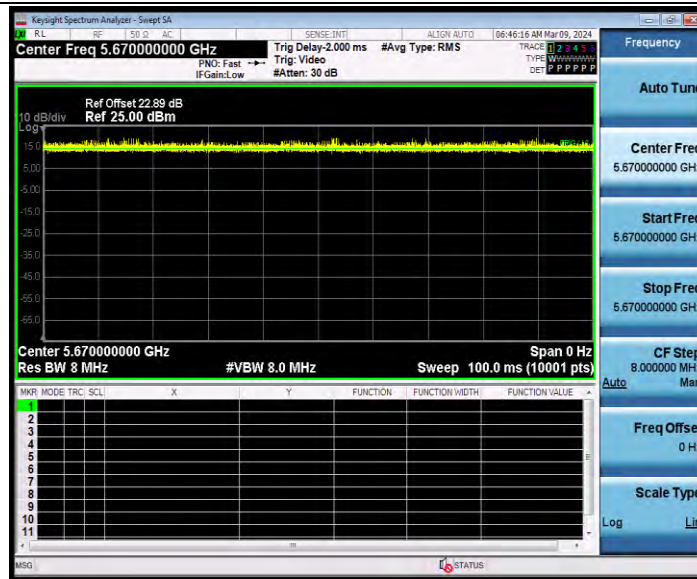 Keysight Spectrum Analyzer - Swept SA
LXI RL RF 50 Ω AC SENSE:INT ALIGN AUTO 06:46:16 AM Mar 09, 2024
Center Freq 5.670000000 GHz
PNO: Fast
IFGain:Low
Trig Delay-2.000 ms
Trig: Video
#Atten: 30 dB
#Avg Type: RMS
TRACE 1 2 3 4 5 6
TYPE
DET P P P P P P
Ref Offset 22.89 dB
10 dB/div Ref 25.00 dBm
Log
15.0
5.00
-5.00
-15.0
-25.0
-35.0
-45.0
-55.0
-65.0
Center 5.670000000 GHz Span 0 Hz
Res BW 8 MHz #VBW 8.0 MHz Sweep 100.0 ms (10001 pts)
MKR MODE TRC SCL X Y FUNCTION FUNCTION WIDTH FUNCTION VALUE
1
2
3
4
5
6
7
8
9
10
11
MSG STATUS
Frequency
Auto Tune
Center Freq
5.670000000 GH
Start Freq
5.670000000 GH
Stop Freq
5.670000000 GH
CF Step
8.000000 MH
Auto Man
Freq Offse
0 H
Scale Type
Log Lin